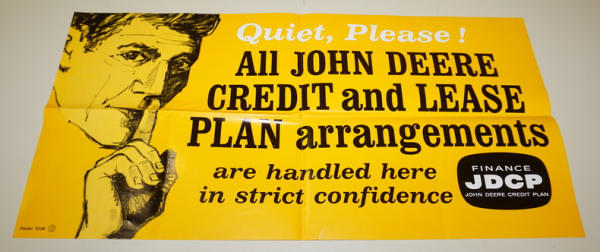 Quiet, Please!
All JOHN DEERE
CREDIT and LEASE
PLAN arrangements
are handled here
in strict confidence
FINANCE
JDCP
JOHN DEERE CREDIT PLAN